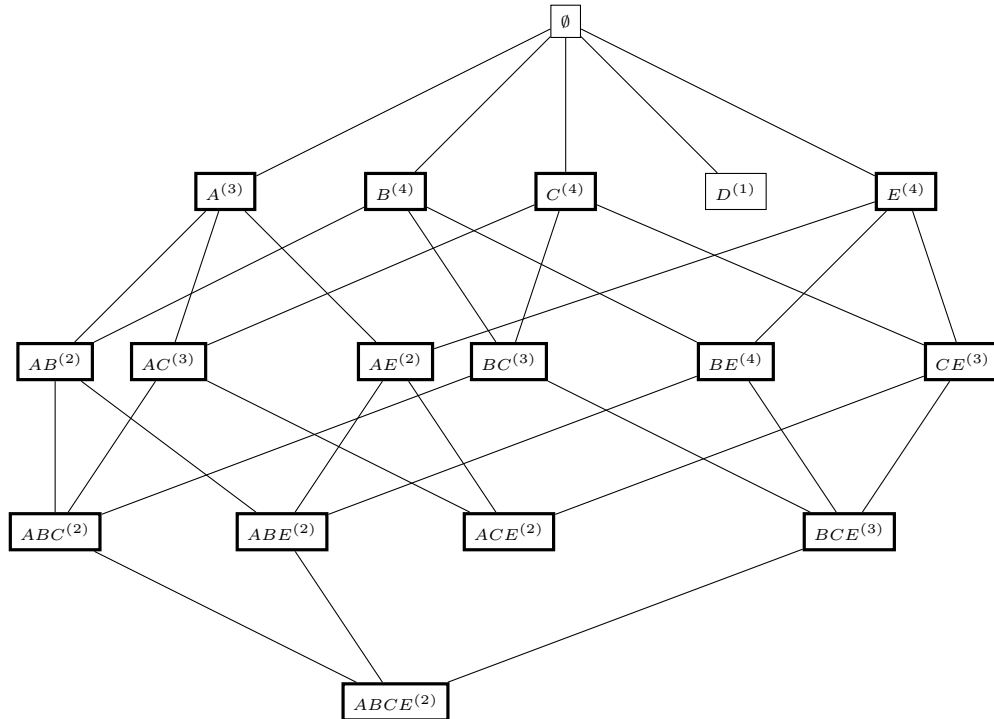 ∅
A^(3) B^(4) C^(4) D^(1) E^(4)
AB^(2) AC^(3) AE^(2) BC^(3) BE^(4) CE^(3)
ABC^(2) ABE^(2) ACE^(2) BCE^(3)
ABCE^(2)